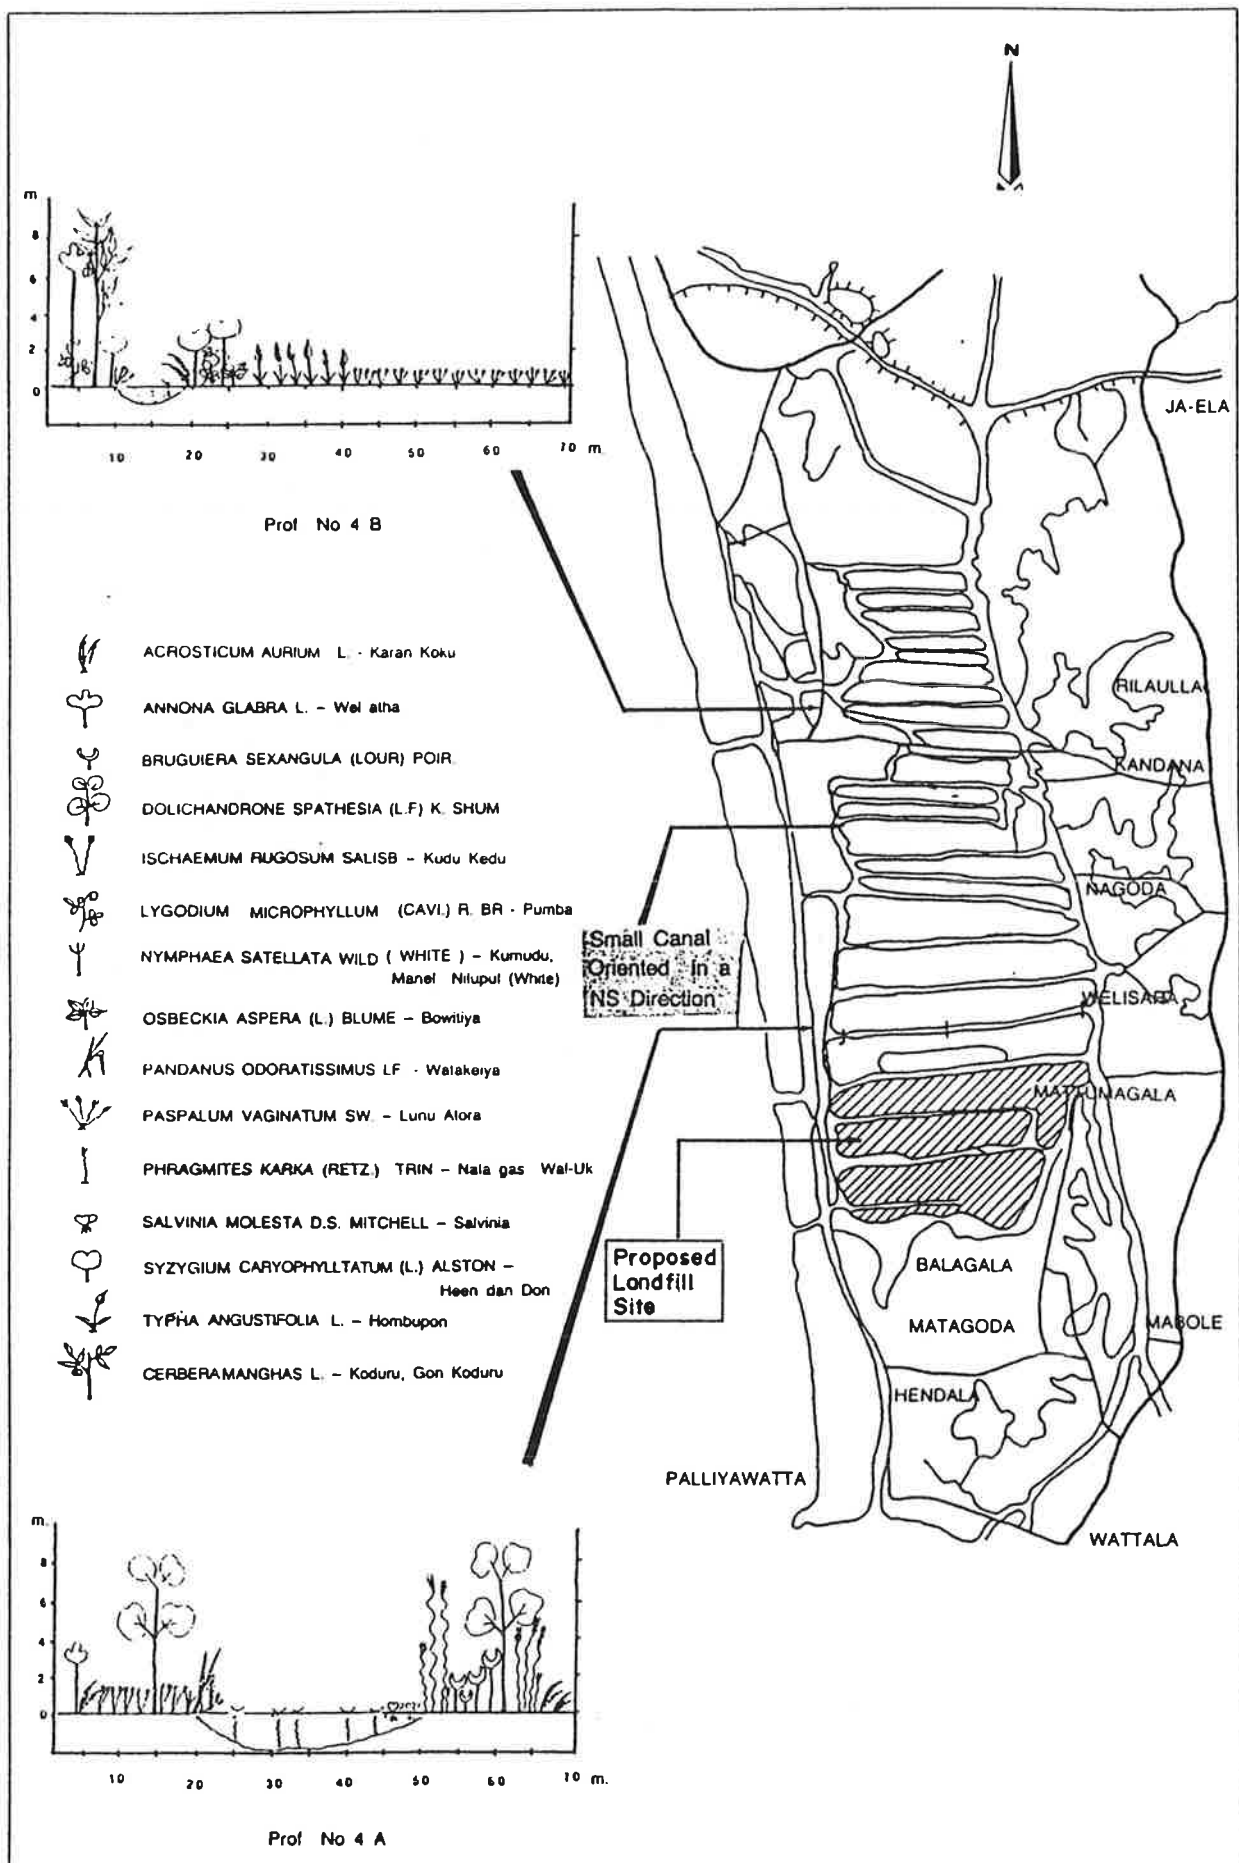 N
m
8
6
4
2
0
10 20 30 40 50 60 70 m
Prof No 4 B
ACROSTICUM AURIUM L. - Karan Koku
ANNONA GLABRA L. - Wel atha
BRUGUIERA SEXANGULA (LOUR) POIR.
DOLICHANDRONE SPATHESIA (L.F) K. SHUM
ISCHAEMUM RUGOSUM SALISB - Kudu Kedu
LYGODIUM MICROPHYLLUM (CAVI.) R. BR - Pumba
NYMPHAEA SATELLATA WILD ( WHITE ) - Kumudu,
Manel Nilupul (White)
OSBECKIA ASPERA (L.) BLUME - Bowitiya
PANDANUS ODORATISSIMUS LF - Watakeiya
PASPALUM VAGINATUM SW. - Lunu Atora
PHRAGMITES KARKA (RETZ.) TRIN - Nala gas Wal-Uk
SALVINIA MOLESTA D.S. MITCHELL - Salvinia
SYZYGIUM CARYOPHYLLTATUM (L.) ALSTON -
Heen dan Don
TYPHA ANGUSTIFOLIA L. - Hombupon
CERBERAMANGHAS L. - Koduru, Gon Koduru
JA-ELA
RILAULLA
KANDANA
NAGODA
Small Canal
Oriented in a
NS Direction
WELISARA
MATTUMAGALA
Proposed
Landfill
Site
BALAGALA
MATAGODA
MABOLE
HENDALA
PALLIYAWATTA
WATTALA
m.
8
6
4
2
0
10 20 30 40 50 60 70 m.
Prof No 4 A